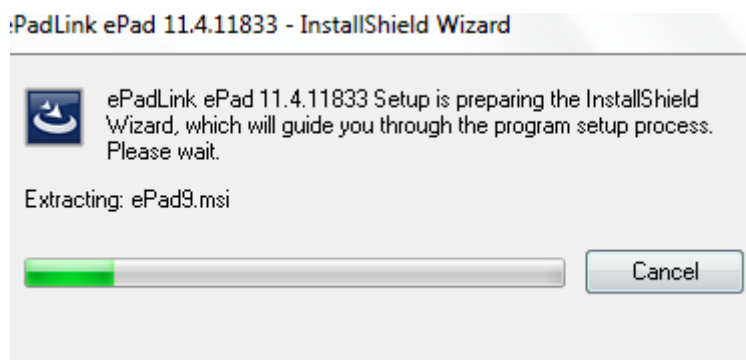 ePadLink ePad 11.4.11833 - InstallShield Wizard
ePadLink ePad 11.4.11833 Setup is preparing the InstallShield
Wizard, which will guide you through the program setup process.
Please wait.
Extracting: ePad9.msi
Cancel